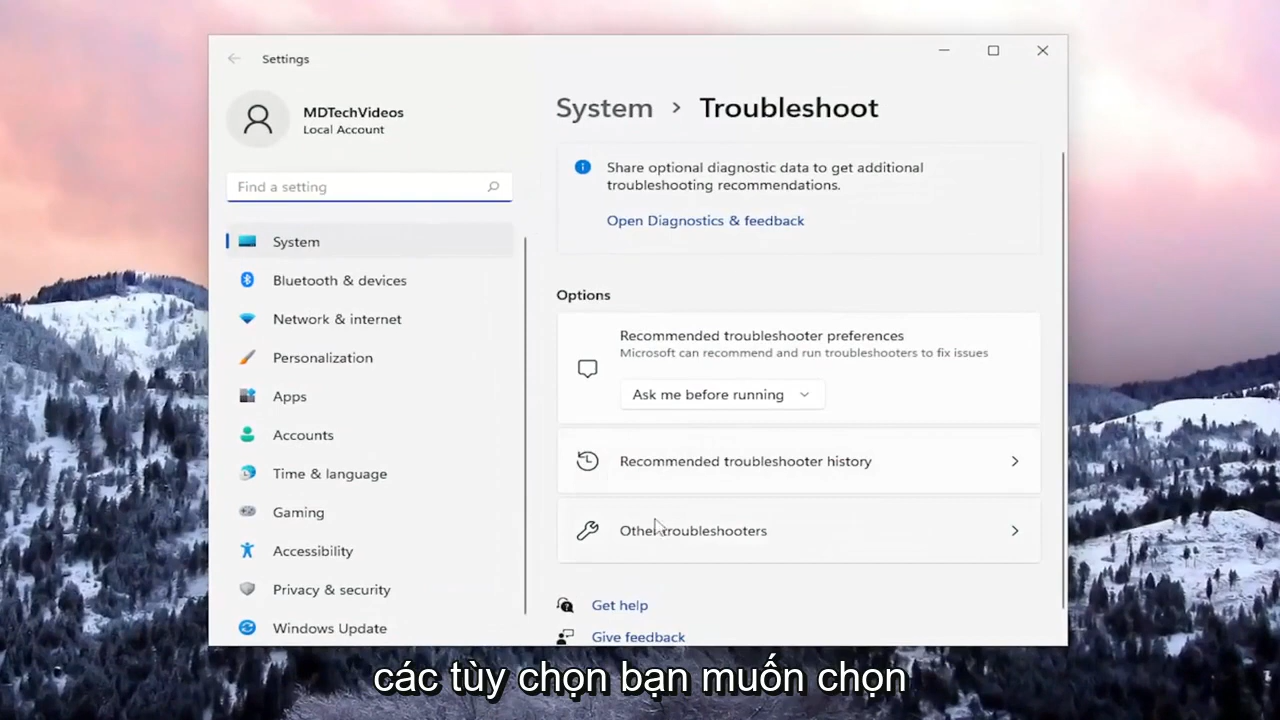 Settings
MDTechVideos
Local Account
Find a setting
System
Bluetooth & devices
Network & internet
Personalization
Apps
Accounts
Time & language
Gaming
Accessibility
Privacy & security
Windows Update
System > Troubleshoot
Share optional diagnostic data to get additional
troubleshooting recommendations.
Open Diagnostics & feedback
Options
Recommended troubleshooter preferences
Microsoft can recommend and run troubleshooters to fix issues
Ask me before running
Recommended troubleshooter history
Other troubleshooters
Get help
Give feedback
các tùy chọn bạn muốn chọn